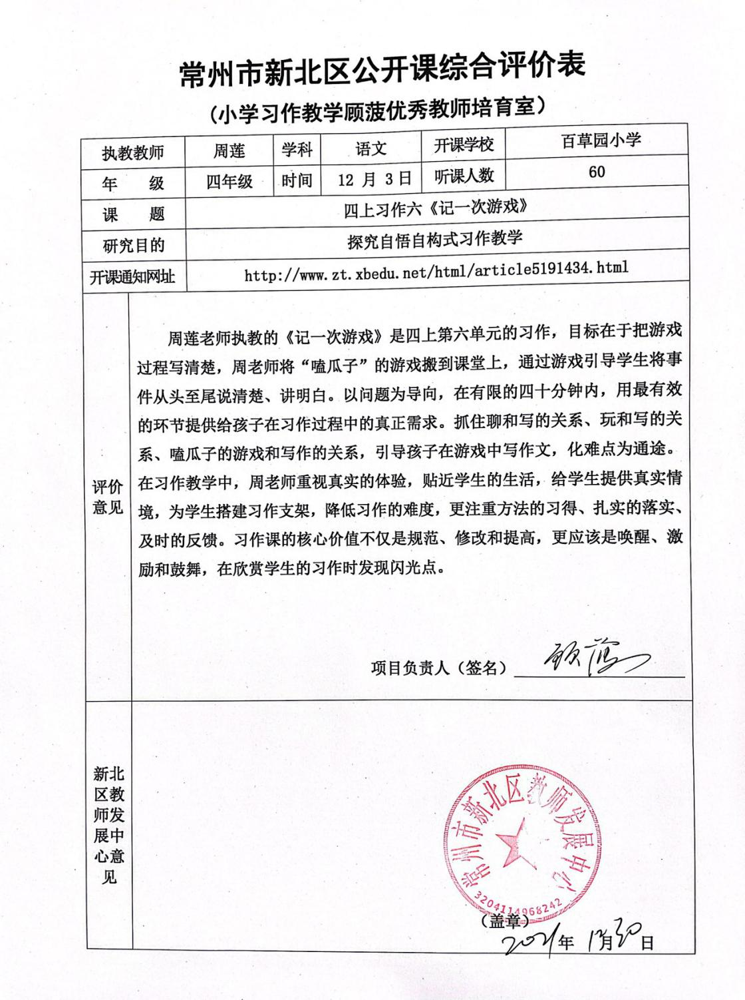 常州市新北区公开课综合评价表
（小学习作教学顾菠优秀教师培育室）
执教教师 周莲 学科 语文 开课学校 百草园小学
年 级 四年级 时间 12 月 3 日 听课人数 60
课 题 四上习作六《记一次游戏》
研究目的 探究自悟自构式习作教学
开课通知网址 http://www.zt.xbedu.net/html/article5191434.html
周莲老师执教的《记一次游戏》是四上第六单元的习作，目标在于把游戏
过程写清楚，周老师将“嗑瓜子”的游戏搬到课堂上，通过游戏引导学生将事
件从头至尾说清楚、讲明白。以问题为导向，在有限的四十分钟内，用最有效
的环节提供给孩子在习作过程中的真正需求。抓住聊和写的关系、玩和写的关
系、嗑瓜子的游戏和写作的关系，引导孩子在游戏中写作文，化难点为通途。
评价
意见
在习作教学中，周老师重视真实的体验，贴近学生的生活，给学生提供真实情
境，为学生搭建习作支架，降低习作的难度，更注重方法的习得、扎实的落实、
及时的反馈。习作课的核心价值不仅是规范、修改和提高，更应该是唤醒、激
励和鼓舞，在欣赏学生的习作时发现闪光点。
项目负责人（签名） 顾菠
新北
区教
师发
展中
心意
见
常州市新北区教师发展中心
3204114968242
（盖章）
2021年 12月30日